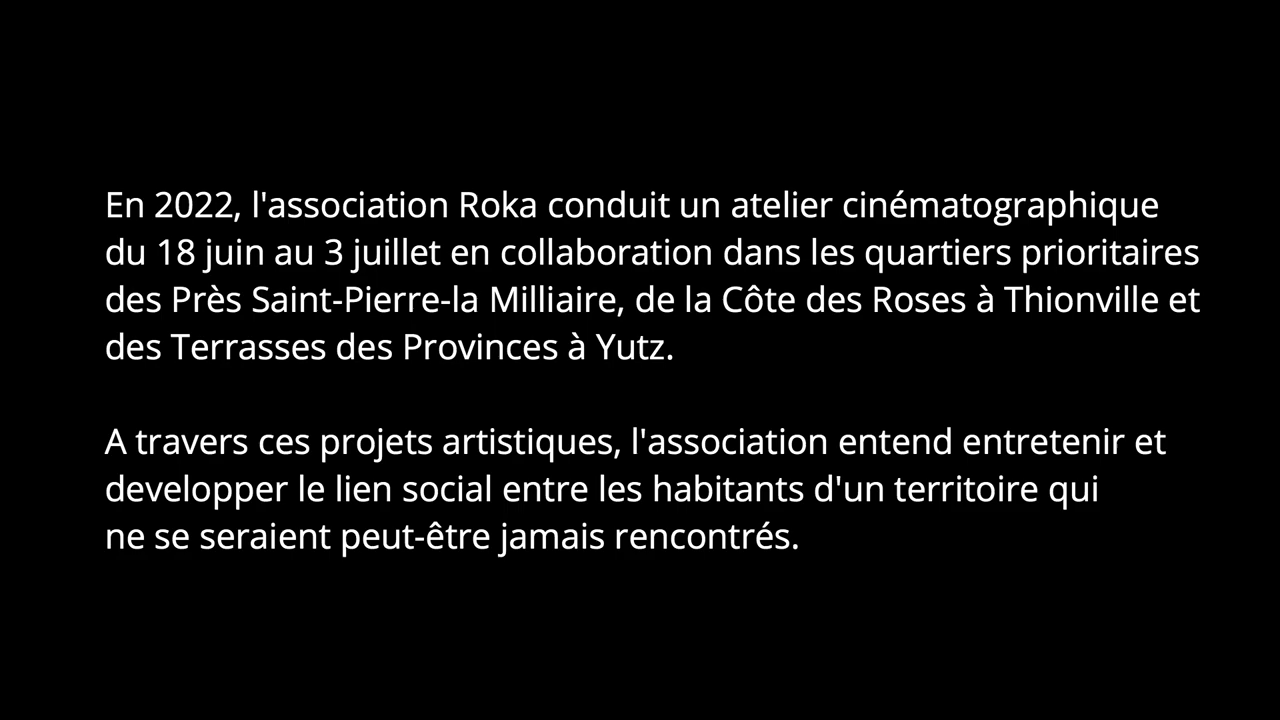 En 2022, l'association Roka conduit un atelier cinématographique
du 18 juin au 3 juillet en collaboration dans les quartiers prioritaires
des Près Saint-Pierre-la Milliaire, de la Côte des Roses à Thionville et
des Terrasses des Provinces à Yutz.
A travers ces projets artistiques, l'association entend entretenir et
developper le lien social entre les habitants d'un territoire qui
ne se seraient peut-être jamais rencontrés.